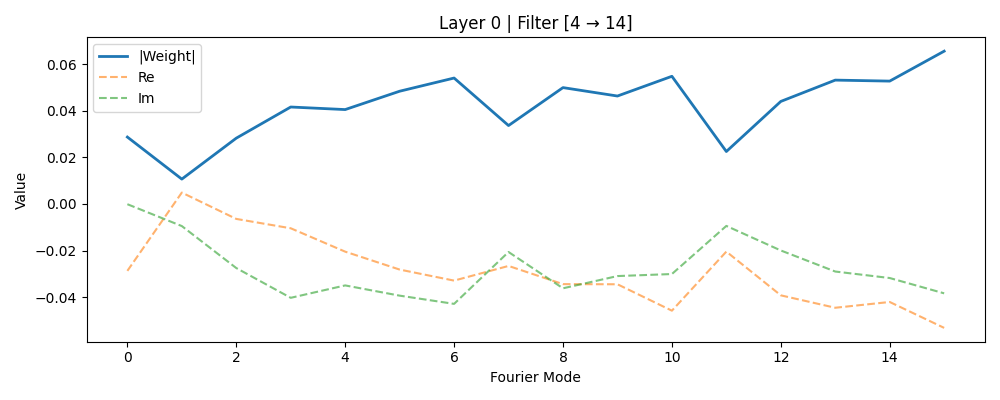 Layer 0 | Filter [4 → 14]
|Weight|
Re
Im
0.06
0.04
0.02
0.00
−0.02
−0.04
Value
0 2 4 6 8 10 12 14
Fourier Mode